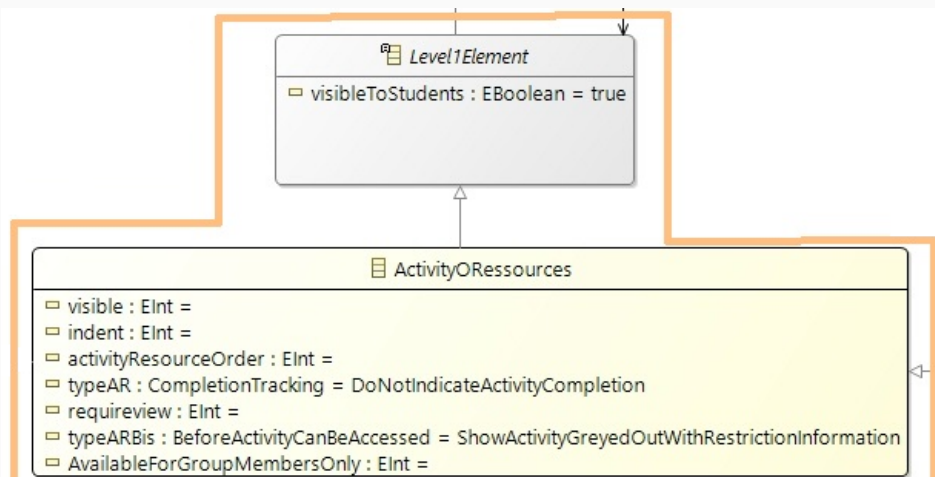 Level1Element
visibleToStudents : EBoolean = true
ActivityORessources
visible : EInt =
indent : EInt =
activityResourceOrder : EInt =
typeAR : CompletionTracking = DoNotIndicateActivityCompletion
requireview : EInt =
typeARBis : BeforeActivityCanBeAccessed = ShowActivityGreyedOutWithRestrictionInformation
AvailableForGroupMembersOnly : EInt =